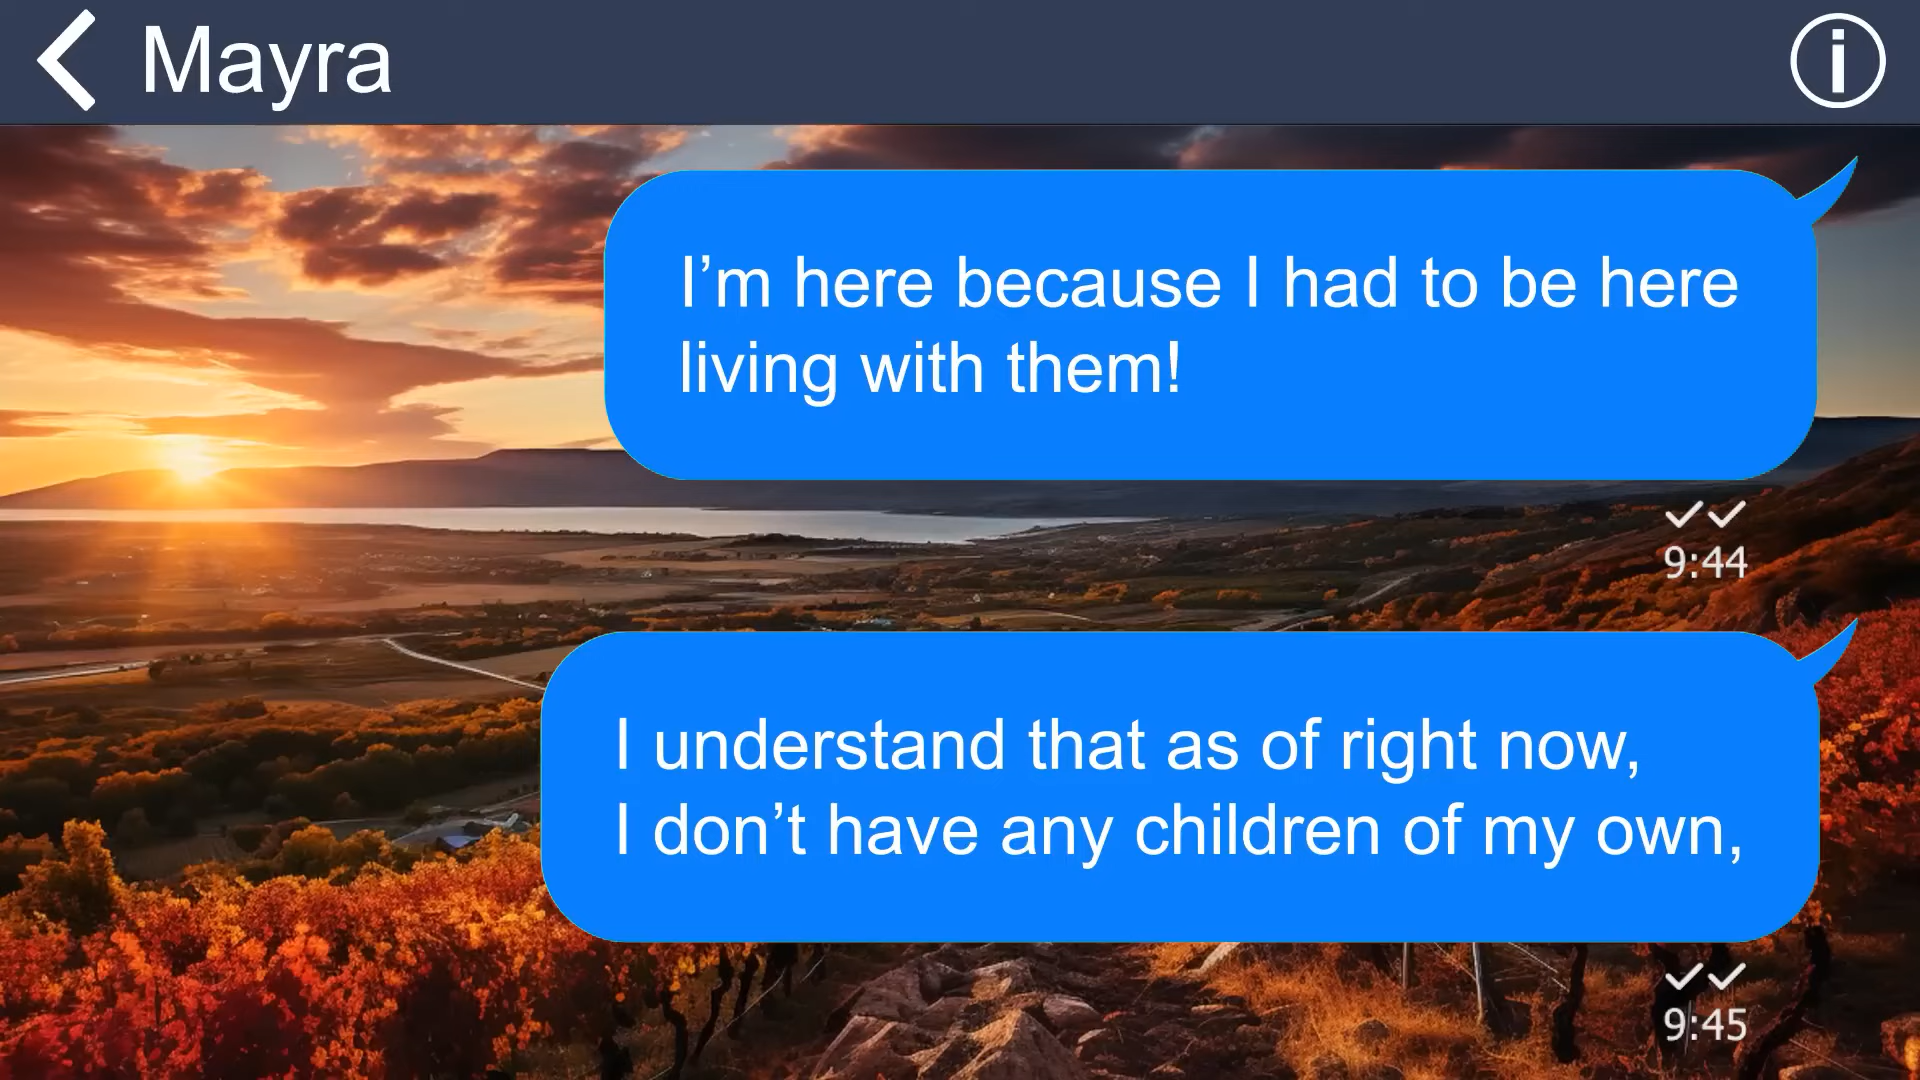 Mayra
I’m here because I had to be here
living with them!
9:44
I understand that as of right now,
I don’t have any children of my own,
9:45